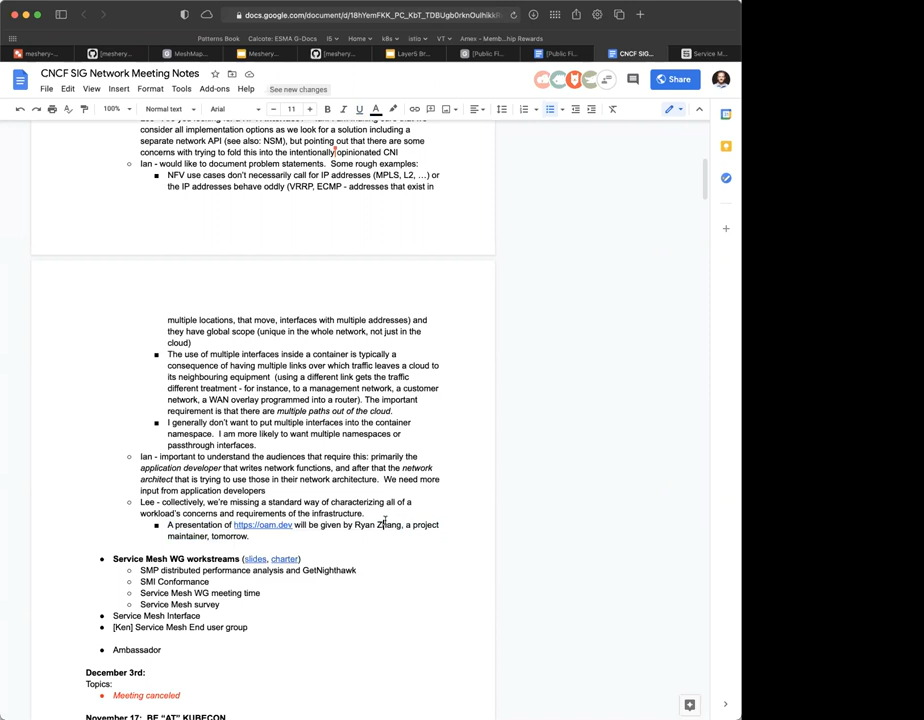 docs.google.com/document/d/18hYemFKK_PC_KbT_TDBUgb0rknOulhikkR
Patterns Book Calcote: ESMA G-Docs I5 Home k8s istio VT Amex - Memb...hip Rewards
meshery-... [meshery... MeshMap... Meshery... [meshery... Layer5 Br... [Public Fi... [Public Fi... CNCF SIG... Service M...
CNCF SIG Network Meeting Notes
File Edit View Insert Format Tools Add-ons Help See new changes
Share
100% Normal text Arial 11
consider all implementation options as we look for a solution including a
separate network API (see also: NSM), but pointing out that there are some
concerns with trying to fold this into the intentionally opinionated CNI
Ian - would like to document problem statements. Some rough examples:
NFV use cases don't necessarily call for IP addresses (MPLS, L2, ...) or
the IP addresses behave oddly (VRRP, ECMP - addresses that exist in
multiple locations, that move, interfaces with multiple addresses) and
they have global scope (unique in the whole network, not just in the
cloud)
The use of multiple interfaces inside a container is typically a
consequence of having multiple links over which traffic leaves a cloud to
its neighbouring equipment (using a different link gets the traffic
different treatment - for instance, to a management network, a customer
network, a WAN overlay programmed into a router). The important
requirement is that there are multiple paths out of the cloud.
I generally don't want to put multiple interfaces into the container
namespace. I am more likely to want multiple namespaces or
passthrough interfaces.
Ian - important to understand the audiences that require this: primarily the
application developer that writes network functions, and after that the network
architect that is trying to use those in their network architecture. We need more
input from application developers
Lee - collectively, we're missing a standard way of characterizing all of a
workload's concerns and requirements of the infrastructure.
A presentation of https://oam.dev will be given by Ryan Zhang, a project
maintainer, tomorrow.
Service Mesh WG workstreams (slides, charter)
SMP distributed performance analysis and GetNighthawk
SMI Conformance
Service Mesh WG meeting time
Service Mesh survey
Service Mesh Interface
[Ken] Service Mesh End user group
Ambassador
December 3rd:
Topics:
Meeting canceled
November 17: BE "AT" KUBECON